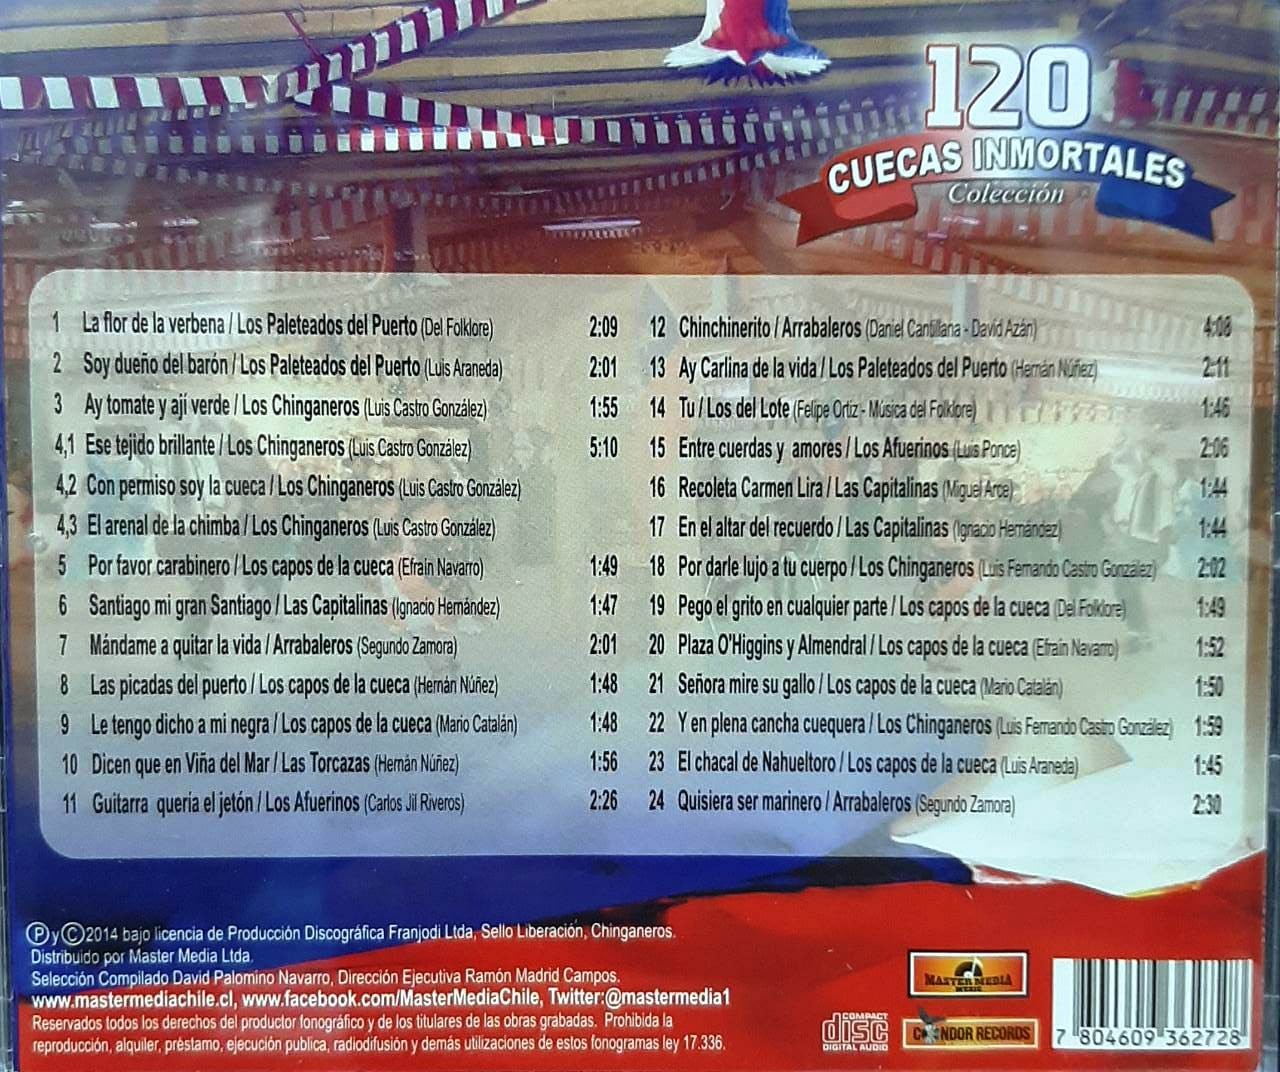 120
CUECAS INMORTALES
Colección
1 La flor de la verbena / Los Paleteados del Puerto (Del Folklore) 2:09
2 Soy dueño del barón / Los Paleteados del Puerto (Luis Araneda) 2:01
3 Ay tomate y ají verde / Los Chinganeros (Luis Castro González) 1:55
4,1 Ese tejido brillante / Los Chinganeros (Luis Castro González) 5:10
4,2 Con permiso soy la cueca / Los Chinganeros (Luis Castro González)
4,3 El arenal de la chimba / Los Chinganeros (Luis Castro González)
5 Por favor carabinero / Los capos de la cueca (Efrain Navarro) 1:49
6 Santiago mi gran Santiago / Las Capitalinas (Ignacio Hernández) 1:47
7 Mándame a quitar la vida / Arrabaleros (Segundo Zamora) 2:01
8 Las picadas del puerto / Los capos de la cueca (Hernán Núñez) 1:48
9 Le tengo dicho a mi negra / Los capos de la cueca (Mario Catalán) 1:48
10 Dicen que en Viña del Mar / Las Torcazas (Hernán Núñez) 1:56
11 Guitarra queria el jetón / Los Afuerinos (Carlos Jil Riveros) 2:26
12 Chinchinerito / Arrabaleros (Daniel Cantillana - David Azán) 4:08
13 Ay Carlina de la vida / Los Paleteados del Puerto (Hernán Núñez) 2:11
14 Tu / Los del Lote (Felipe Ortiz - Música del Folklore) 1:46
15 Entre cuerdas y amores / Los Afuerinos (Luis Ponce) 2:06
16 Recoleta Carmen Lira / Las Capitalinas (Miguel Arce) 1:44
17 En el altar del recuerdo / Las Capitalinas (Ignacio Hernández) 1:44
18 Por darle lujo a tu cuerpo / Los Chinganeros (Luis Fernando Castro González) 2:02
19 Pego el grito en cualquier parte / Los capos de la cueca (Del Folklore) 1:49
20 Plaza O'Higgins y Almendral / Los capos de la cueca (Efraín Navarro) 1:52
21 Señora mire su gallo / Los capos de la cueca (Mario Catalán) 1:50
22 Y en plena cancha cuequera / Los Chinganeros (Luis Fernando Castro González) 1:59
23 El chacal de Nahueltoro / Los capos de la cueca (Luis Araneda) 1:45
24 Quisiera ser marinero / Arrabaleros (Segundo Zamora) 2:30
Ⓟ y Ⓒ 2014 bajo licencia de Producción Discográfica Franjodi Ltda, Sello Liberación, Chinganeros.
Distribuido por Master Media Ltda.
Selección Compilado David Palomino Navarro, Dirección Ejecutiva Ramón Madrid Campos.
www.mastermediachile.cl, www.facebook.com/MasterMediaChile, Twitter:@mastermedia1
Reservados todos los derechos del productor fonográfico y de los titulares de las obras grabadas. Prohibida la
reproducción, alquiler, préstamo, ejecución publica, radiodifusión y demás utilizaciones de estos fonogramas ley 17.336.
COMPACT
disc
DIGITAL AUDIO
MASTER MEDIA
MUSIC
CONDOR RECORDS
7 804609 362728